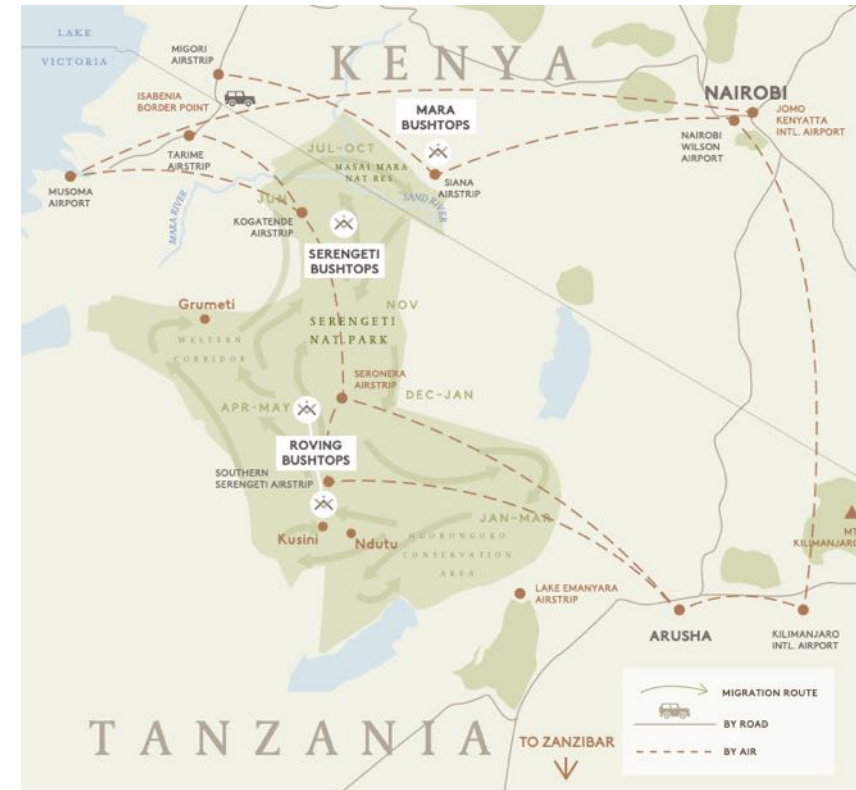 LAKE
VICTORIA
MIGORI
AIRSTRIP
KENYA
ISABENIA
BORDER POINT
MARA
BUSHTOPS
NAIROBI
JOMO
KENYATTA
INTL. AIRPORT
NAIROBI
WILSON
AIRPORT
TARIME
AIRSTRIP
JUL-OCT
MASAI MARA
NAT RES.
SIANA
AIRSTRIP
MUSOMA
AIRPORT
MARA RIVER
JUN
SAND RIVER
KOGATENDE
AIRSTRIP
SERENGETI
BUSHTOPS
Grumeti
NOV
SERENGETI
NAT.PARK
WESTERN
CORRIDOR
SERONERA
AIRSTRIP
DEC-JAN
APR-MAY
ROVING
BUSHTOPS
SOUTHERN
SERENGETI AIRSTRIP
JAN-MAR
Kusini
Ndutu
NGORONGORO
CONSERVATION
AREA
MT
KILIMANJARO
LAKE EMANYARA
AIRSTRIP
ARUSHA
KILIMANJARO
INTL. AIRPORT
MIGRATION ROUTE
BY ROAD
BY AIR
TANZANIA
TO ZANZIBAR